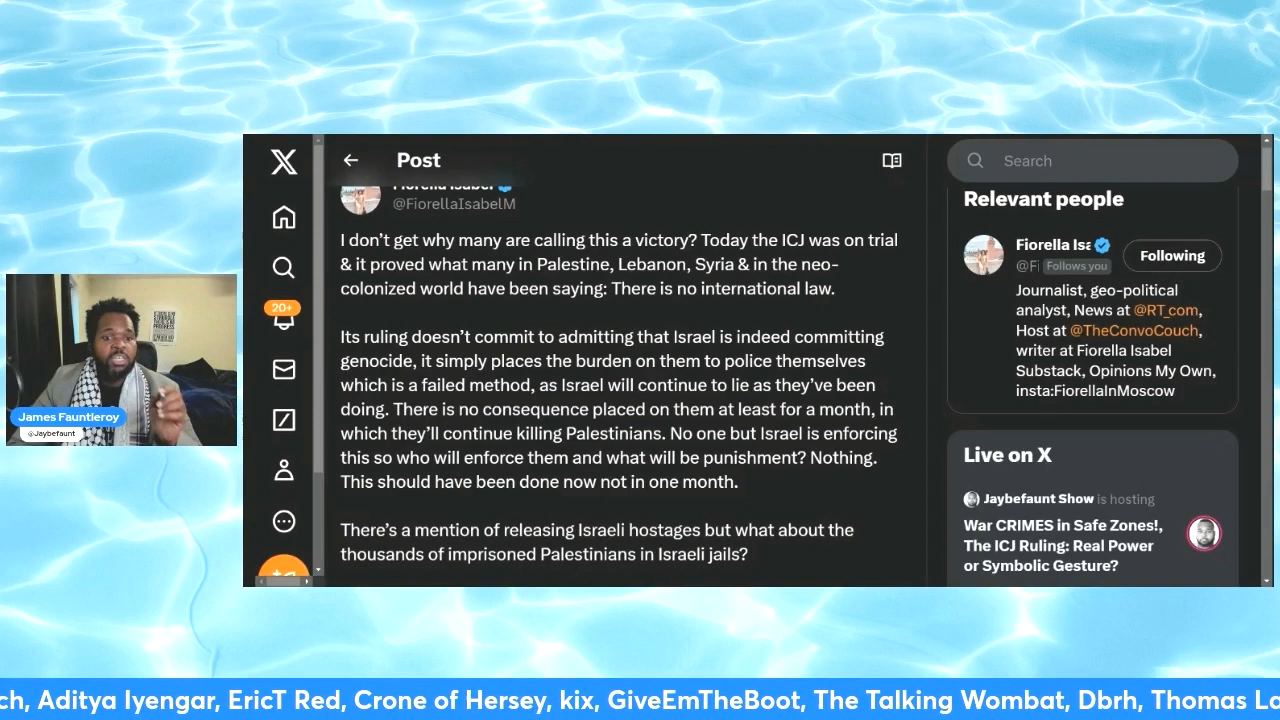 Post
Search
Fiorella Isabel
@FiorellaIsabelM
I don't get why many are calling this a victory? Today the ICJ was on trial
& it proved what many in Palestine, Lebanon, Syria & in the neo-
colonized world have been saying: There is no international law.
Its ruling doesn't commit to admitting that Israel is indeed committing
genocide, it simply places the burden on them to police themselves
which is a failed method, as Israel will continue to lie as they've been
doing. There is no consequence placed on them at least for a month, in
which they'll continue killing Palestinians. No one but Israel is enforcing
this so who will enforce them and what will be punishment? Nothing.
This should have been done now not in one month.
There's a mention of releasing Israeli hostages but what about the
thousands of imprisoned Palestinians in Israeli jails?
20+
Relevant people
Fiorella Isa
@Fi Follows you
Following
Journalist, geo-political
analyst, News at @RT_com,
Host at @TheConvoCouch,
writer at Fiorella Isabel
Substack, Opinions My Own,
insta:FiorellaInMoscow
Live on X
Jaybefaunt Show is hosting
War CRIMES in Safe Zones!,
The ICJ Ruling: Real Power
or Symbolic Gesture?
James Fauntleroy
@Jaybefaunt
ch, Aditya Iyengar, EricT Red, Crone of Hersey, kix, GiveEmTheBoot, The Talking Wombat, Dbrh, Thomas La